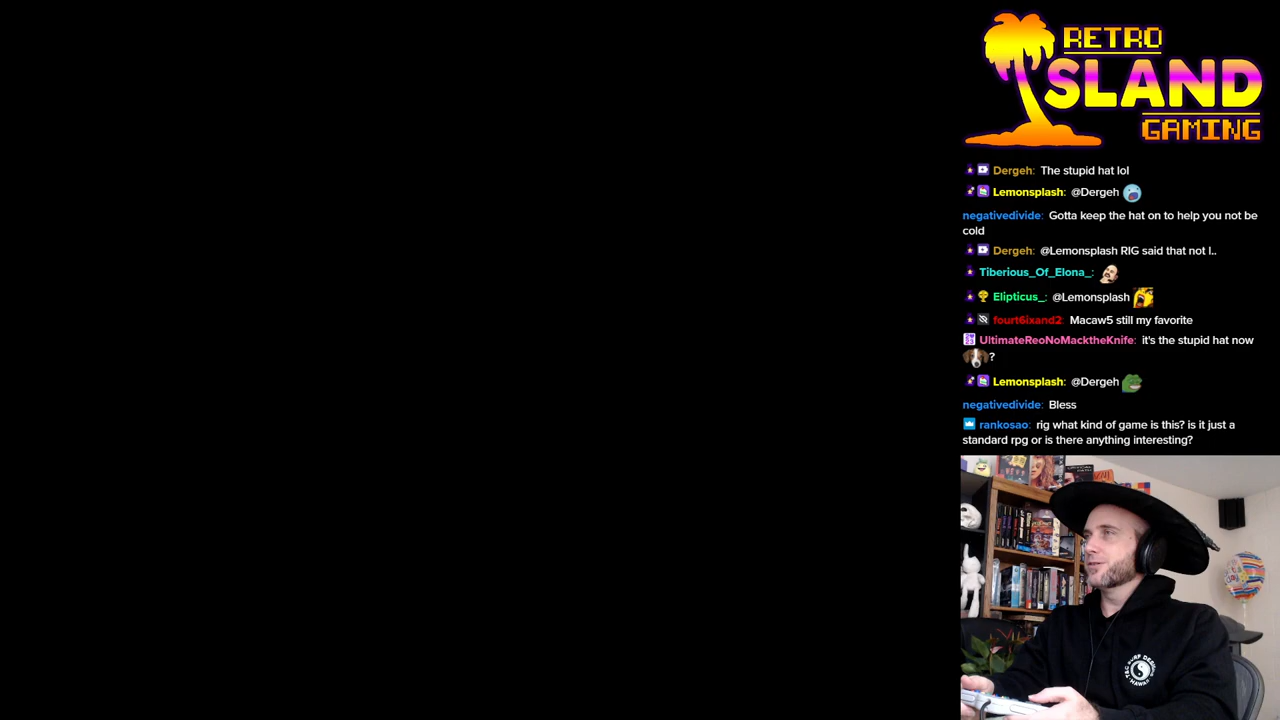 RETRO
ISLAND
GAMING
Dergeh: The stupid hat lol
Lemonsplash: @Dergeh
negativedivide: Gotta keep the hat on to help you not be
cold
Dergeh: @Lemonsplash RIG said that not I..
Tiberious_Of_Elona_:
Elipticus_: @Lemonsplash
fourt6ixand2: Macaw5 still my favorite
UltimateReoNoMacktheKnife: it's the stupid hat now
?
Lemonsplash: @Dergeh
negativedivide: Bless
rankosao: rig what kind of game is this? is it just a
standard rpg or is there anything interesting?